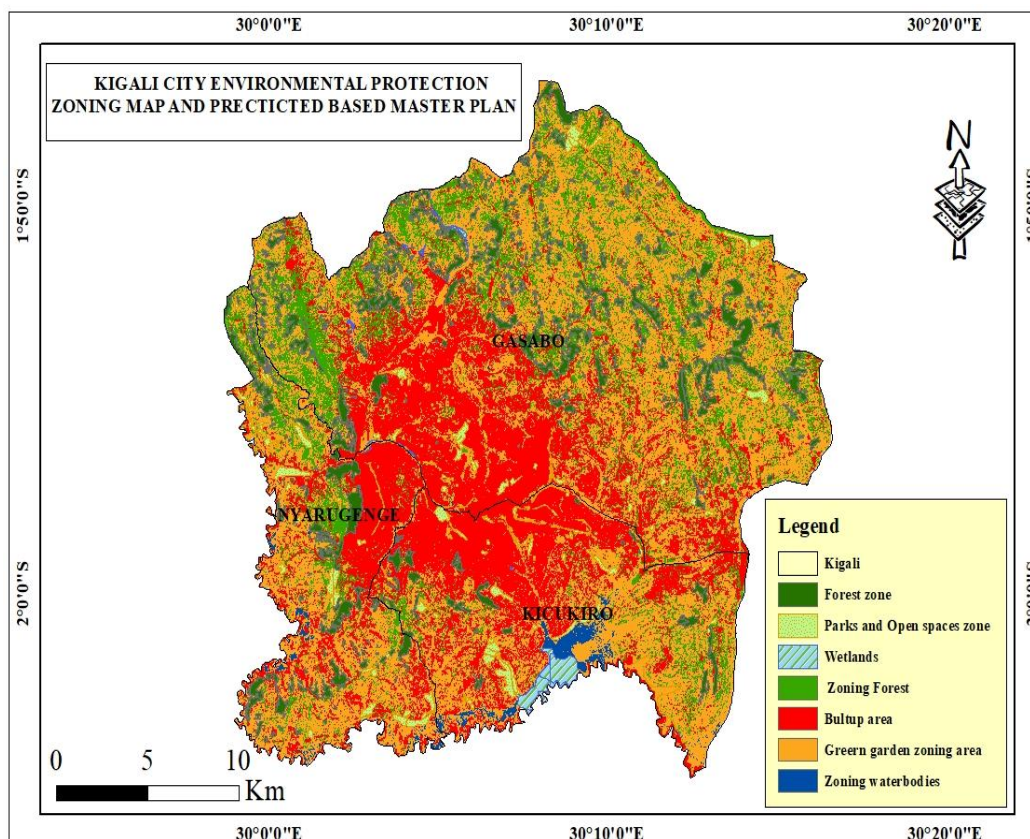 30°0'0"E 30°10'0"E 30°20'0"E
KIGALI CITY ENVIRONMENTAL PROTECTION
ZONING MAP AND PRECTICTED BASED MASTER PLAN
N
1°50'0"S
GASABO
NYARUGENGE
KICUKIRO
2°0'0"S
Legend
Kigali
Forest zone
Parks and Open spaces zone
Wetlands
Zoning Forest
Bultup area
Greern garden zoning area
Zoning waterbodies
0 5 10
Km
30°0'0"E 30°10'0"E 30°20'0"E